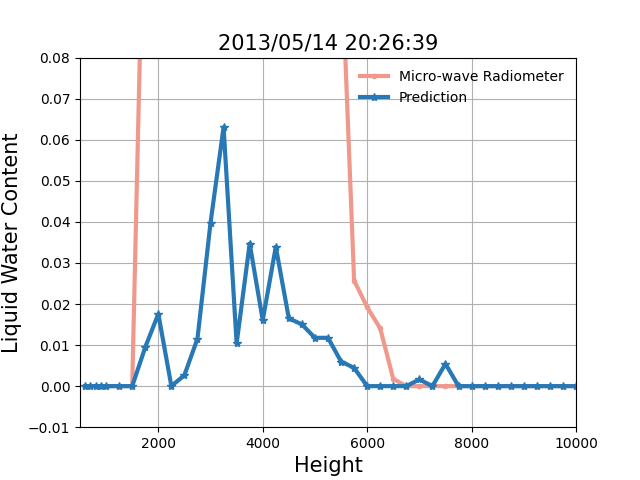 2013/05/14 20:26:39
Micro-wave Radiometer
Prediction
Liquid Water Content
0.08
0.07
0.06
0.05
0.04
0.03
0.02
0.01
0.00
−0.01
2000 4000 6000 8000 10000
Height